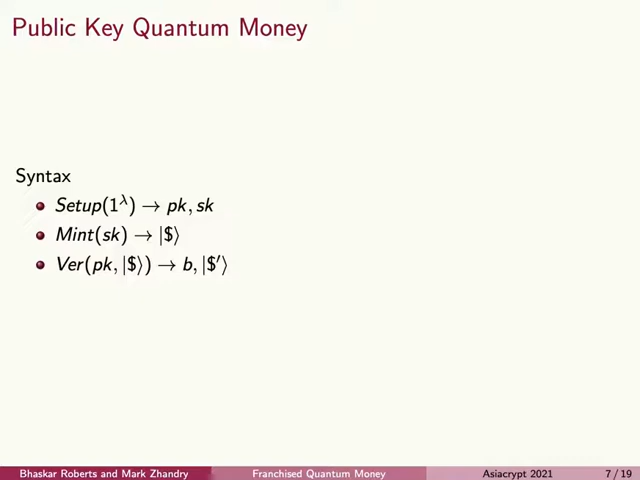 Public Key Quantum Money
Syntax
Setup(1^λ) → pk, sk
Mint(sk) → |$⟩
Ver(pk, |$⟩) → b, |$′⟩
Bhaskar Roberts and Mark Zhandry Franchised Quantum Money Asiacrypt 2021 7 / 19